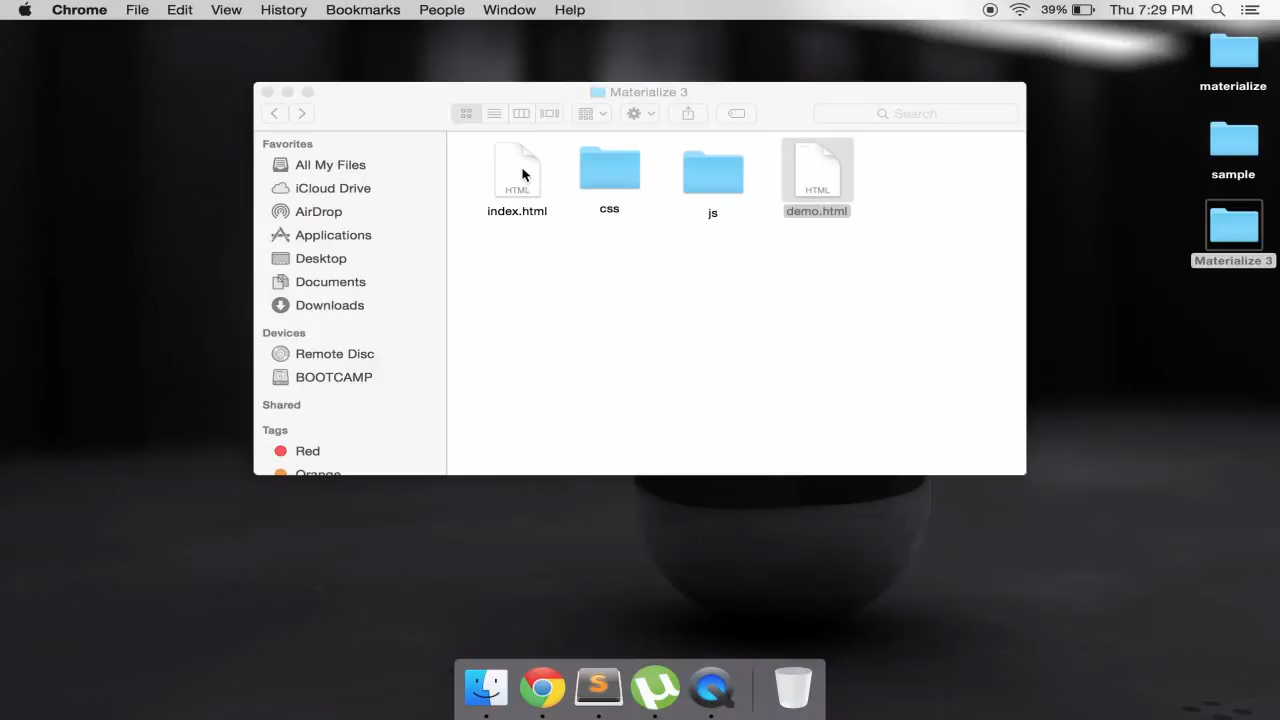 Chrome File Edit View History Bookmarks People Window Help 39% Thu 7:29 PM
Materialize 3
Search
Favorites
All My Files
iCloud Drive
AirDrop
Applications
Desktop
Documents
Downloads
Devices
Remote Disc
BOOTCAMP
Shared
Tags
Red
Orange
HTML
index.html
css
js
HTML
demo.html
materialize
sample
Materialize 3
S
µ